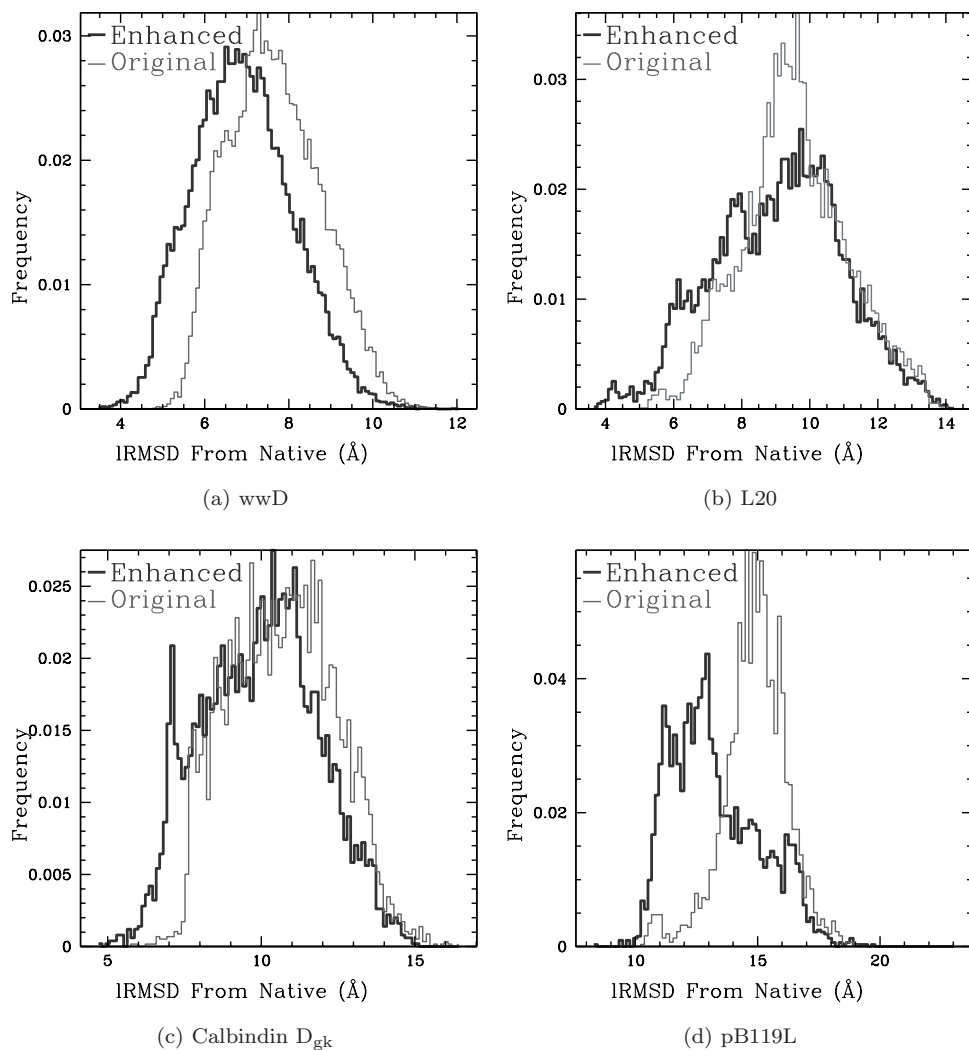 0.03
0.02
0.01
0
Frequency
Enhanced
Original
4 6 8 10 12
lRMSD From Native (Å)
(a) wwD
0.03
0.02
0.01
0
Frequency
Enhanced
Original
4 6 8 10 12 14
lRMSD From Native (Å)
(b) L20
0.025
0.02
0.015
0.01
0.005
0
Frequency
Enhanced
Original
5 10 15
lRMSD From Native (Å)
(c) Calbindin Dgk
0.04
0.02
0
Frequency
Enhanced
Original
10 15 20
lRMSD From Native (Å)
(d) pB119L